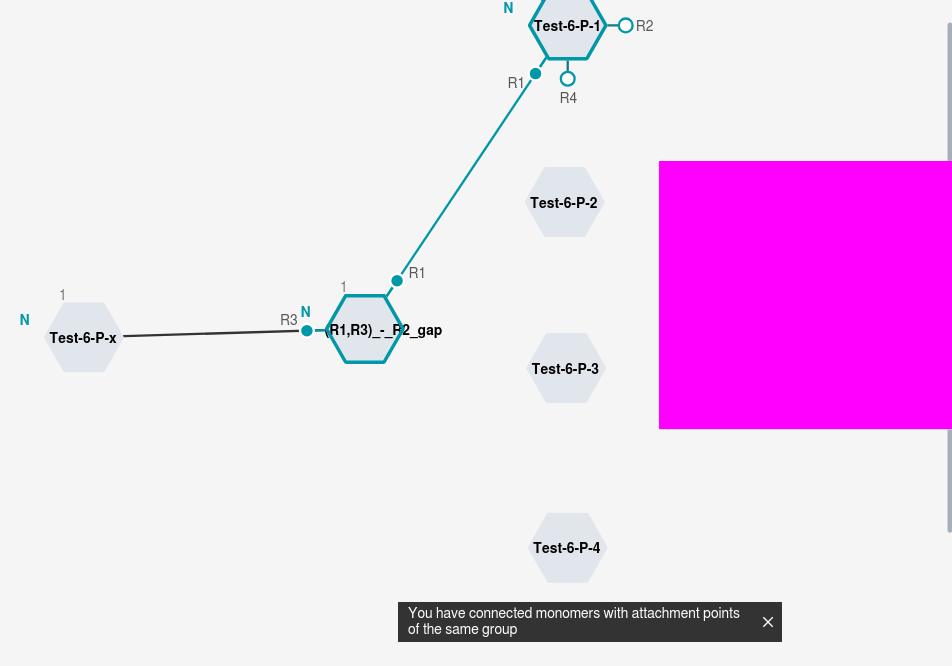 N
Test-6-P-1
R2
R1
R4
Test-6-P-2
R1
1
1
N
R3
N
(R1,R3)_-_R2_gap
Test-6-P-x
Test-6-P-3
Test-6-P-4
You have connected monomers with attachment points
of the same group